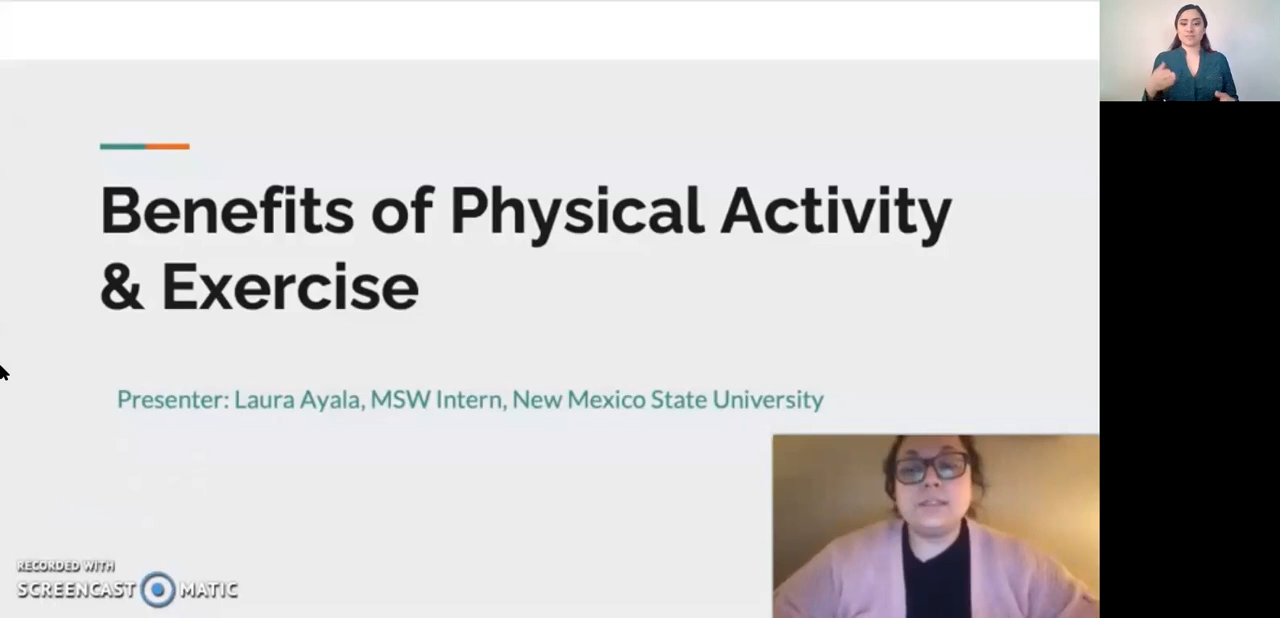 Benefits of Physical Activity
& Exercise
Presenter: Laura Ayala, MSW Intern, New Mexico State University
RECORDED WITH
SCREENCAST MATIC